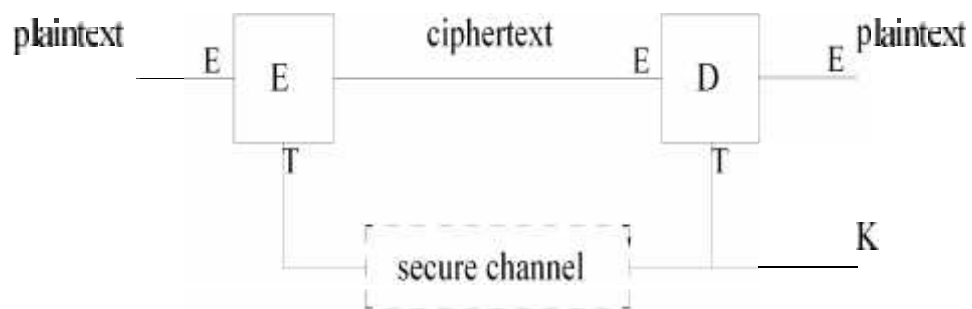 plaintext ciphertext plaintext
E E E D E
T T
K
secure channel